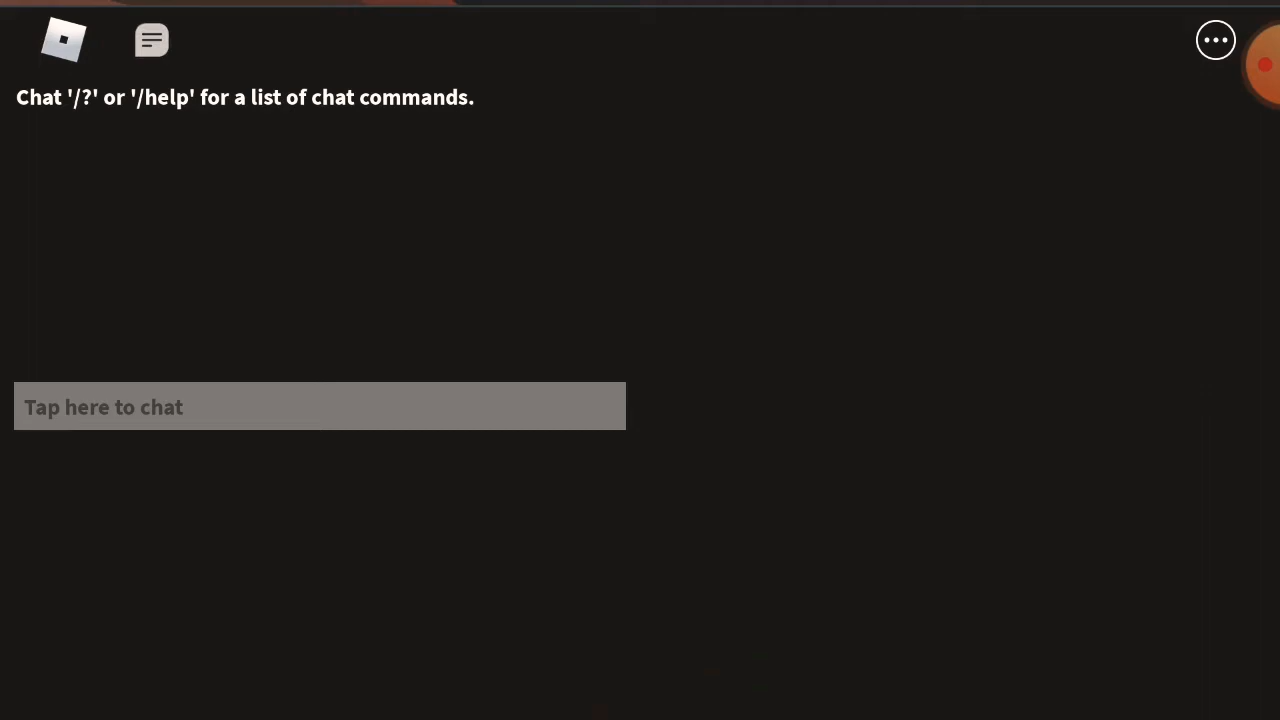 Chat '/?' or '/help' for a list of chat commands.
Tap here to chat